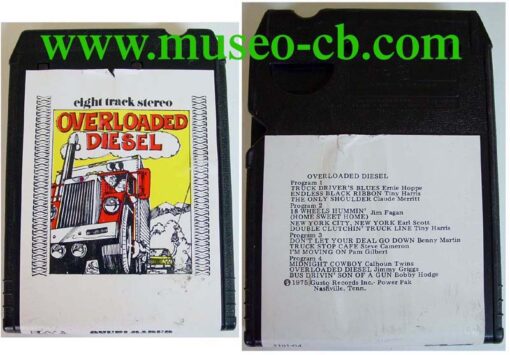 www.museo-cb.com
eight track stereo
OVERLOADED
DIESEL
OVERLOADED DIESEL
Program 1
TRUCK DRIVER'S BLUES Ernie Hoppe
ENDLESS BLACK RIBBON Tiny Harris
THE ONLY SHOULDER Claude Merritt
Program 2
18 WHEELS HUMMIN' Jim Fagan
(HOME SWEET HOME)
NEW YORK CITY, NEW YORK Earl Scott
DOUBLE CLUTCHIN' TRUCK LINE Tiny Harris
Program 3
DON'T LET YOUR DEAL GO DOWN Benny Martin
TRUCK STOP CAFE Steve Cameron
I'M MOVING ON Pam Gilbert
Program 4
MIDNIGHT COWBOY Calhoun Twins
OVERLOADED DIESEL Jimmy Griggs
BUS DRIVIN' SON OF A GUN Bobby Hodge
© 1975 Gusto Records Inc.- Power Pak
Nashville, Tenn.
OVERLOADED